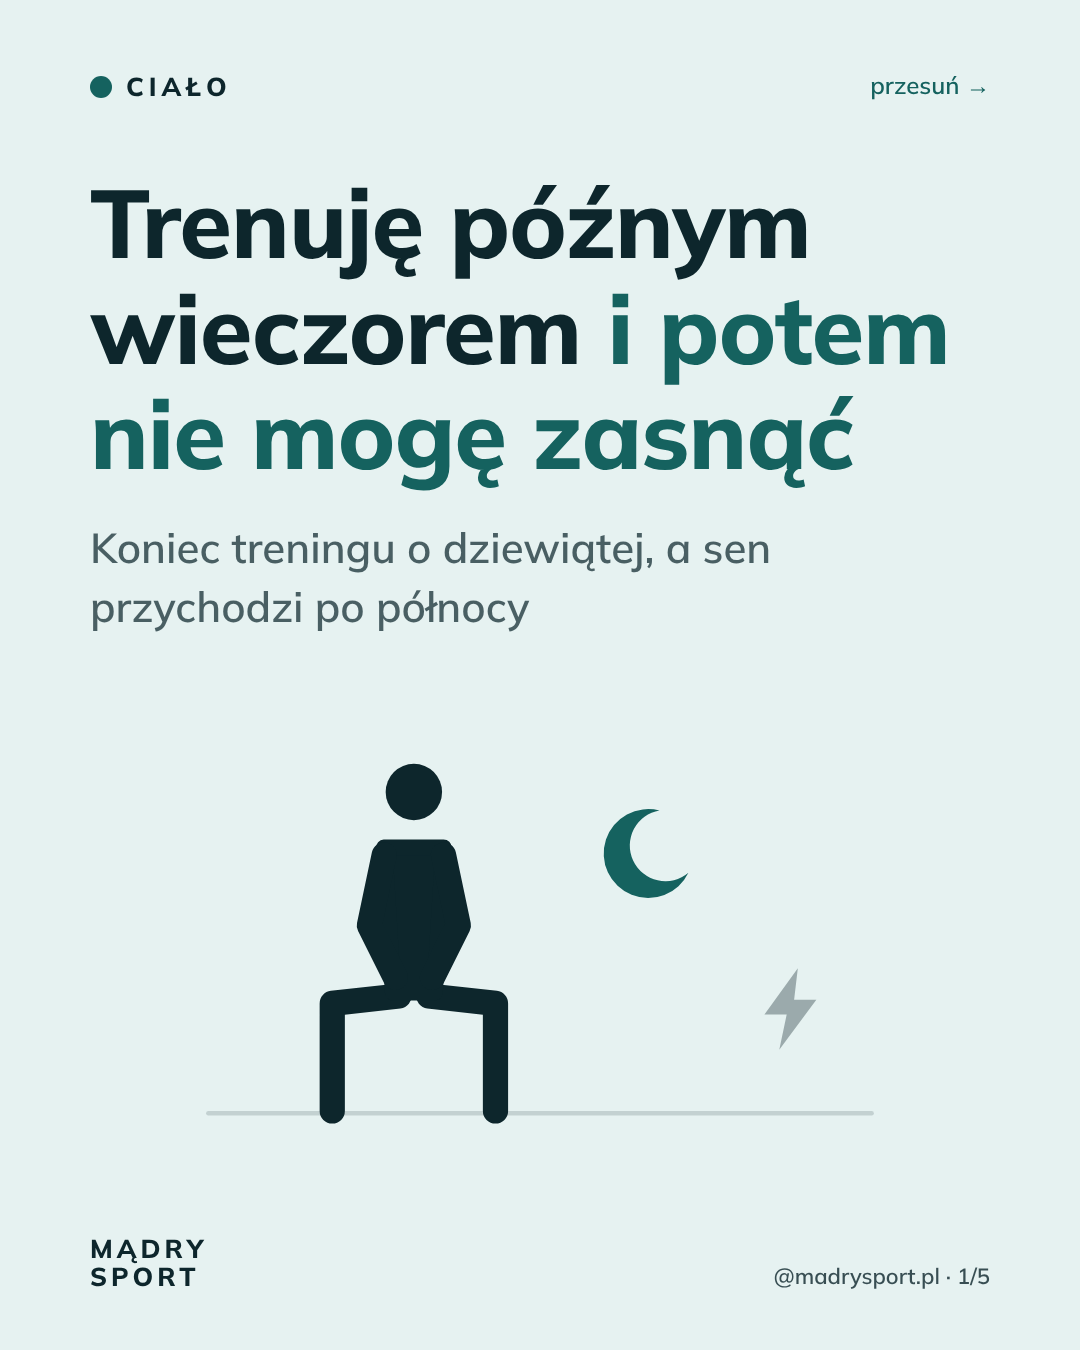 CIAŁO
przesuń →
Trenuję późnym
wieczorem i potem
nie mogę zasnąć
Koniec treningu o dziewiątej, a sen
przychodzi po północy
MĄDRY
SPORT
@madrysport.pl · 1/5